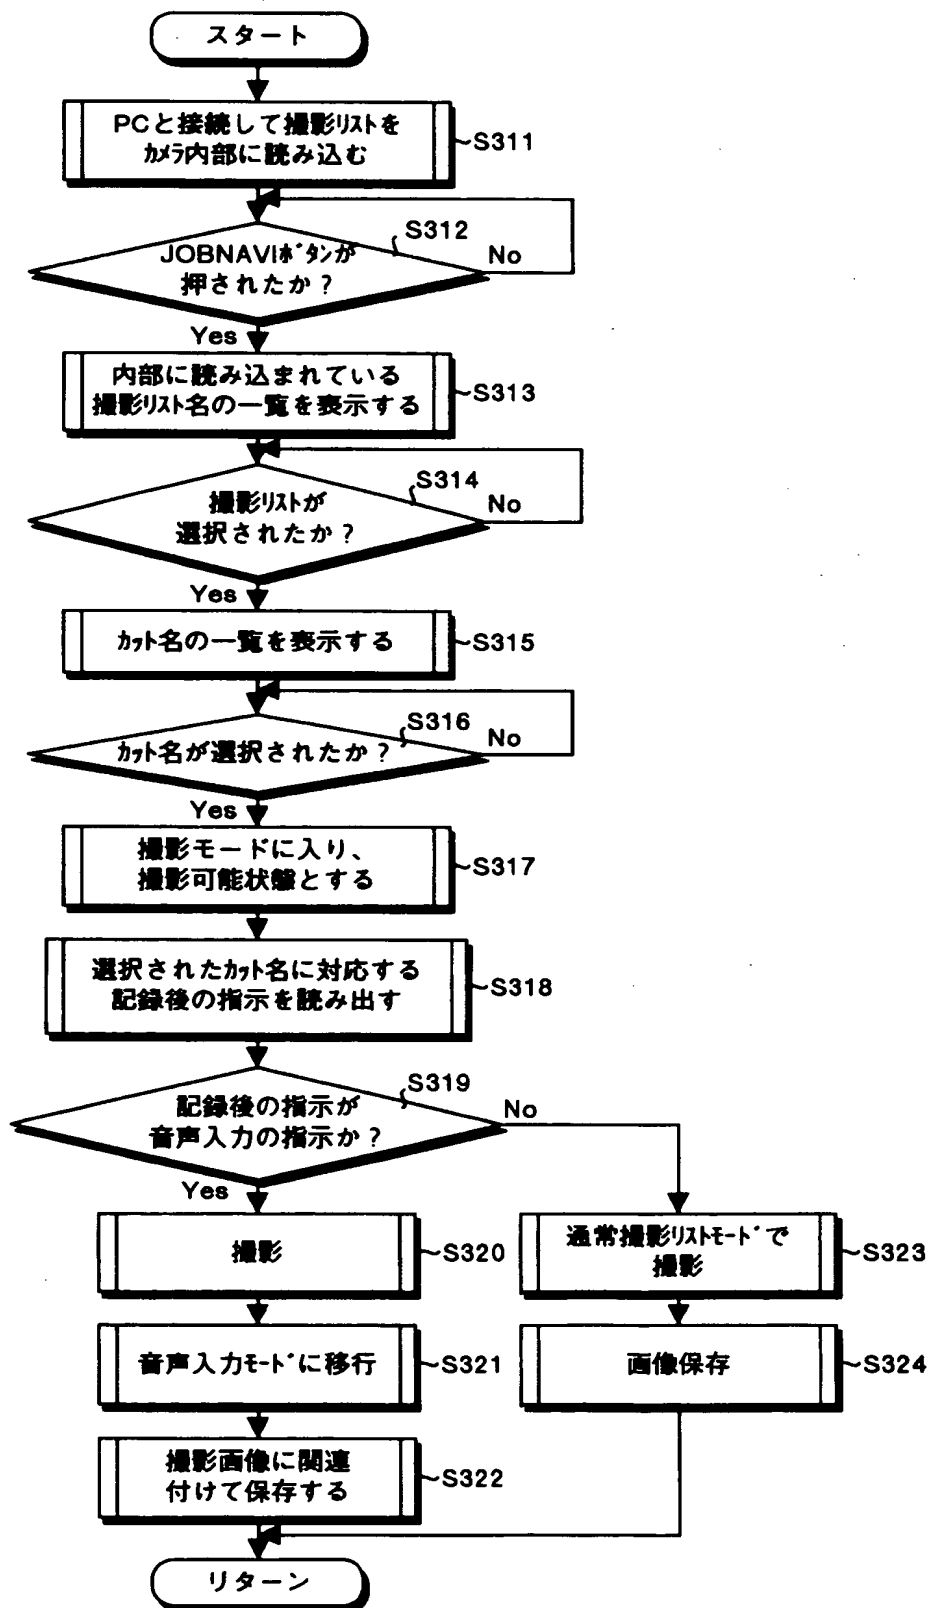 スタート
PCと接続して撮影リストを
カメラ内部に読み込む
S311
S312
JOBNAVIボタンが
押されたか？
No
Yes
内部に読み込まれている
撮影リスト名の一覧を表示する
S313
S314
撮影リストが
選択されたか？
No
Yes
カット名の一覧を表示する
S315
S316
カット名が選択されたか？
No
Yes
撮影モードに入り、
撮影可能状態とする
S317
選択されたカット名に対応する
記録後の指示を読み出す
S318
S319
記録後の指示が
音声入力の指示か？
No
Yes
撮影
S320
通常撮影リストモードで
撮影
S323
音声入力モードに移行
S321
画像保存
S324
撮影画像に関連
付けて保存する
S322
リターン